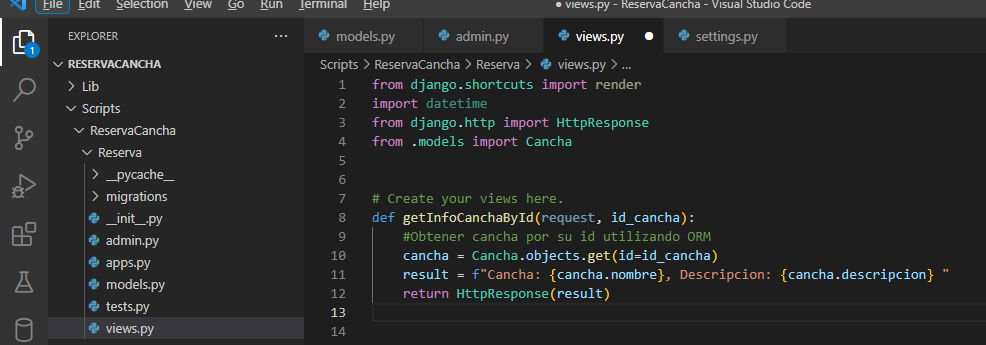 File Edit Selection View Go Run Terminal Help
● views.py - ReservaCancha - Visual Studio Code
EXPLORER ...
models.py admin.py views.py ● settings.py
RESERVACANCHA
Scripts > ReservaCancha > Reserva > views.py > ...
Lib
Scripts
ReservaCancha
Reserva
__pycache__
migrations
__init__.py
admin.py
apps.py
models.py
tests.py
views.py
1
1 from django.shortcuts import render
2 import datetime
3 from django.http import HttpResponse
4 from .models import Cancha
5
6
7 # Create your views here.
8 def getInfoCanchaById(request, id_cancha):
9 #Obtener cancha por su id utilizando ORM
10 cancha = Cancha.objects.get(id=id_cancha)
11 result = f"Cancha: {cancha.nombre}, Descripcion: {cancha.descripcion} "
12 return HttpResponse(result)
13
14